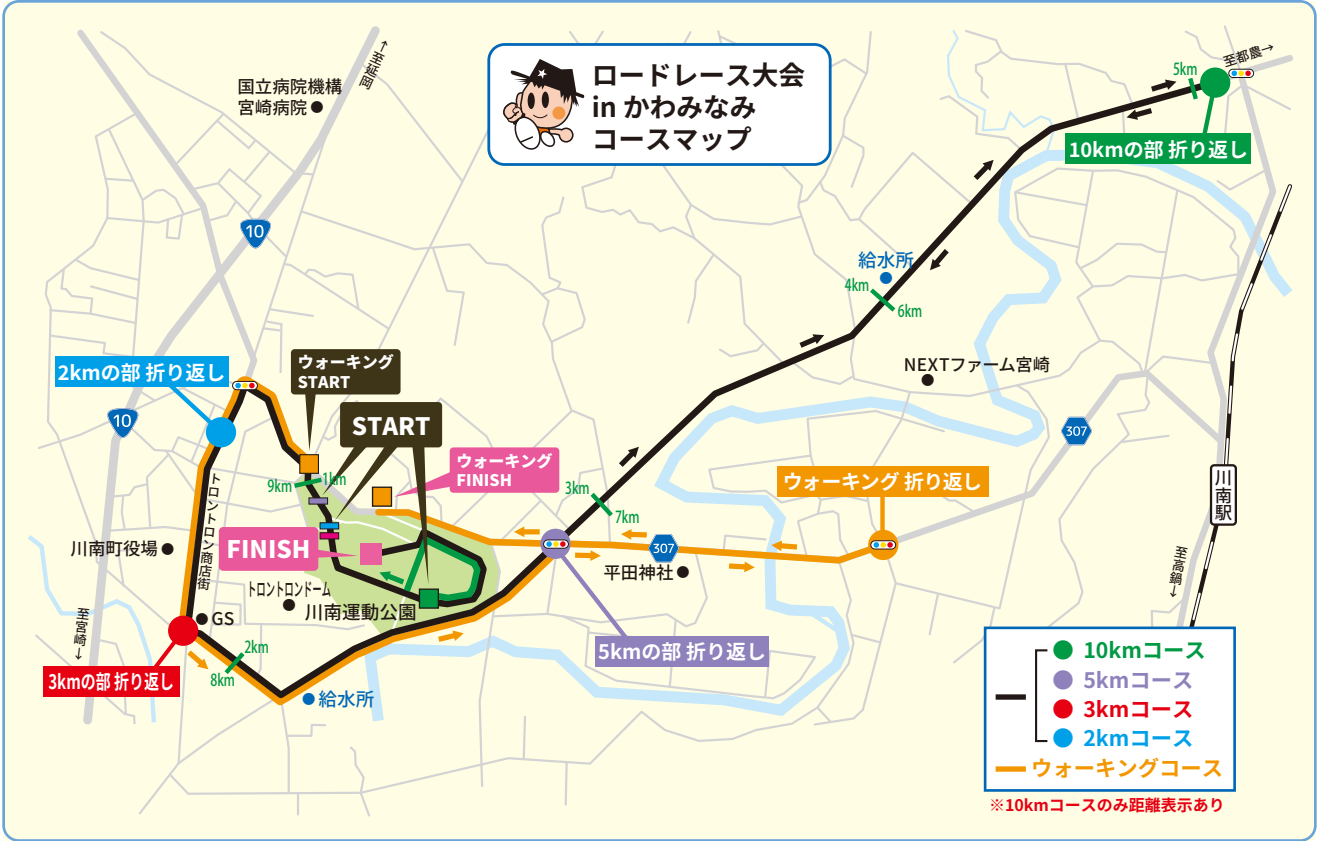 ロードレース大会
in かわみなみ
コースマップ
←至延岡
国立病院機構
宮崎病院
10
至都農→
5km
10kmの部 折り返し
給水所
4km
6km
NEXTファーム宮崎
2kmの部 折り返し
ウォーキング
START
10
START
ウォーキング
FINISH
9km
1km
3km
7km
ウォーキング 折り返し
307
川南駅
トロントロン商店街
FINISH
川南町役場
307
平田神社
トロントロンドーム
川南運動公園
至高鍋→
至宮崎→
GS
2km
8km
3kmの部 折り返し
給水所
5kmの部 折り返し
10kmコース
5kmコース
3kmコース
2kmコース
ウォーキングコース
※10kmコースのみ距離表示あり